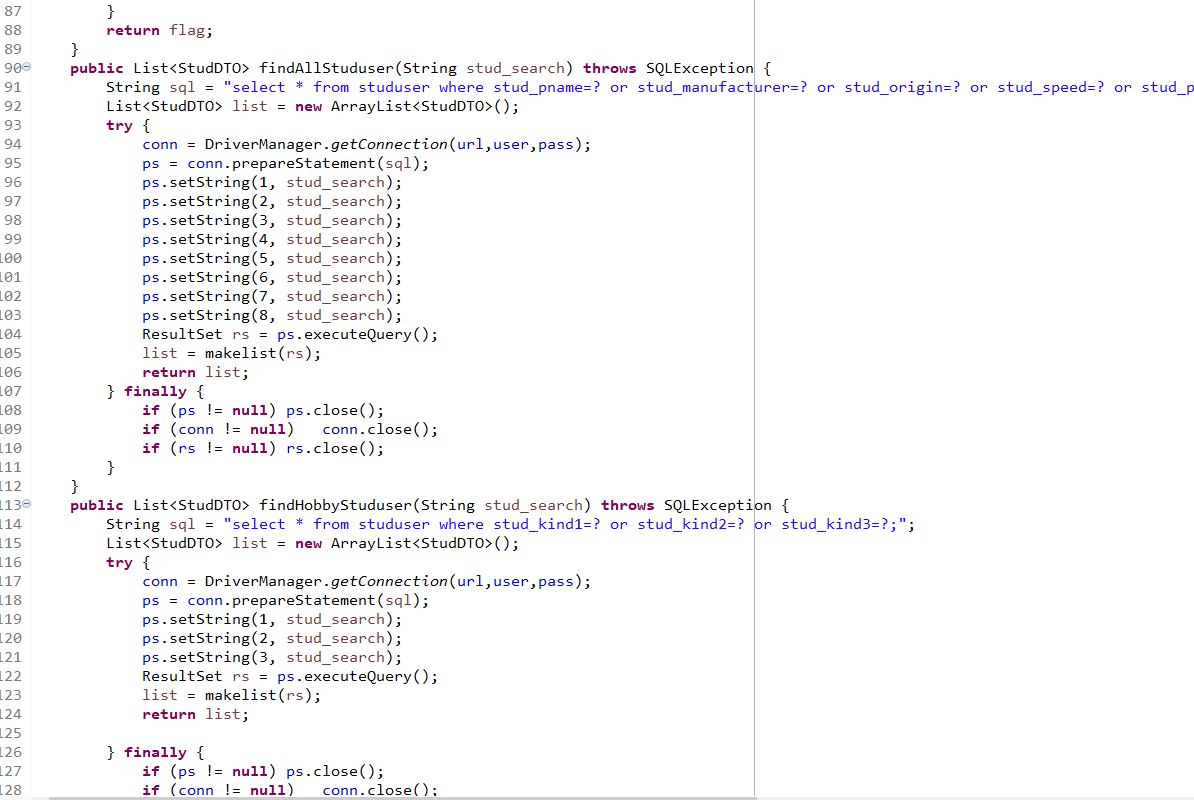 87 }
88 return flag;
89 }
90 public List<StudDTO> findAllStuduser(String stud_search) throws SQLException {
91 String sql = "select * from studuser where stud_pname=? or stud_manufacturer=? or stud_origin=? or stud_speed=? or stud_p
92 List<StudDTO> list = new ArrayList<StudDTO>();
93 try {
94 conn = DriverManager.getConnection(url,user,pass);
95 ps = conn.prepareStatement(sql);
96 ps.setString(1, stud_search);
97 ps.setString(2, stud_search);
98 ps.setString(3, stud_search);
99 ps.setString(4, stud_search);
100 ps.setString(5, stud_search);
101 ps.setString(6, stud_search);
102 ps.setString(7, stud_search);
103 ps.setString(8, stud_search);
104 ResultSet rs = ps.executeQuery();
105 list = makelist(rs);
106 return list;
107 } finally {
108 if (ps != null) ps.close();
109 if (conn != null)   conn.close();
110 if (rs != null) rs.close();
111 }
112 }
113 public List<StudDTO> findHobbyStuduser(String stud_search) throws SQLException {
114 String sql = "select * from studuser where stud_kind1=? or stud_kind2=? or stud_kind3=?;";
115 List<StudDTO> list = new ArrayList<StudDTO>();
116 try {
117 conn = DriverManager.getConnection(url,user,pass);
118 ps = conn.prepareStatement(sql);
119 ps.setString(1, stud_search);
120 ps.setString(2, stud_search);
121 ps.setString(3, stud_search);
122 ResultSet rs = ps.executeQuery();
123 list = makelist(rs);
124 return list;
125
126 } finally {
127 if (ps != null) ps.close();
128 if (conn != null)   conn.close();